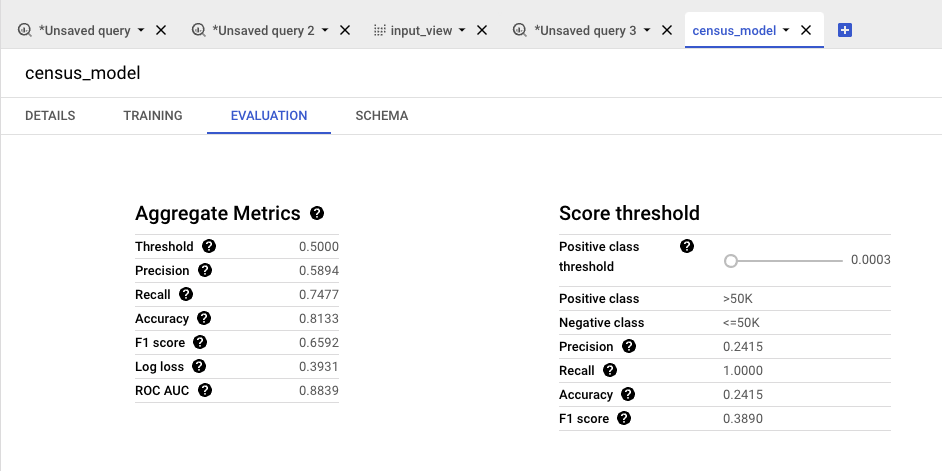 *Unsaved query *Unsaved query 2 input_view *Unsaved query 3 census_model
census_model
DETAILS TRAINING EVALUATION SCHEMA
Aggregate Metrics
Threshold 0.5000
Precision 0.5894
Recall 0.7477
Accuracy 0.8133
F1 score 0.6592
Log loss 0.3931
ROC AUC 0.8839
Score threshold
Positive class threshold 0.0003
Positive class >50K
Negative class <=50K
Precision 0.2415
Recall 1.0000
Accuracy 0.2415
F1 score 0.3890